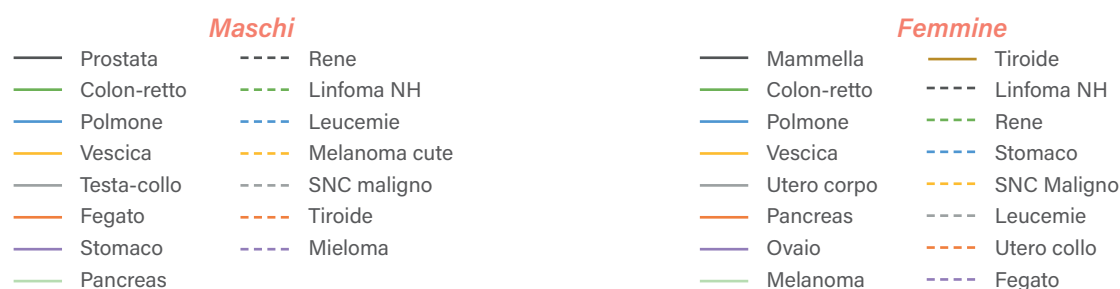 Maschi
Prostata
Colon-retto
Polmone
Vescica
Testa-collo
Fegato
Stomaco
Pancreas
Rene
Linfoma NH
Leucemie
Melanoma cute
SNC maligno
Tiroide
Mieloma
Femmine
Mammella
Colon-retto
Polmone
Vescica
Utero corpo
Pancreas
Ovaio
Melanoma
Tiroide
Linfoma NH
Rene
Stomaco
SNC Maligno
Leucemie
Utero collo
Fegato